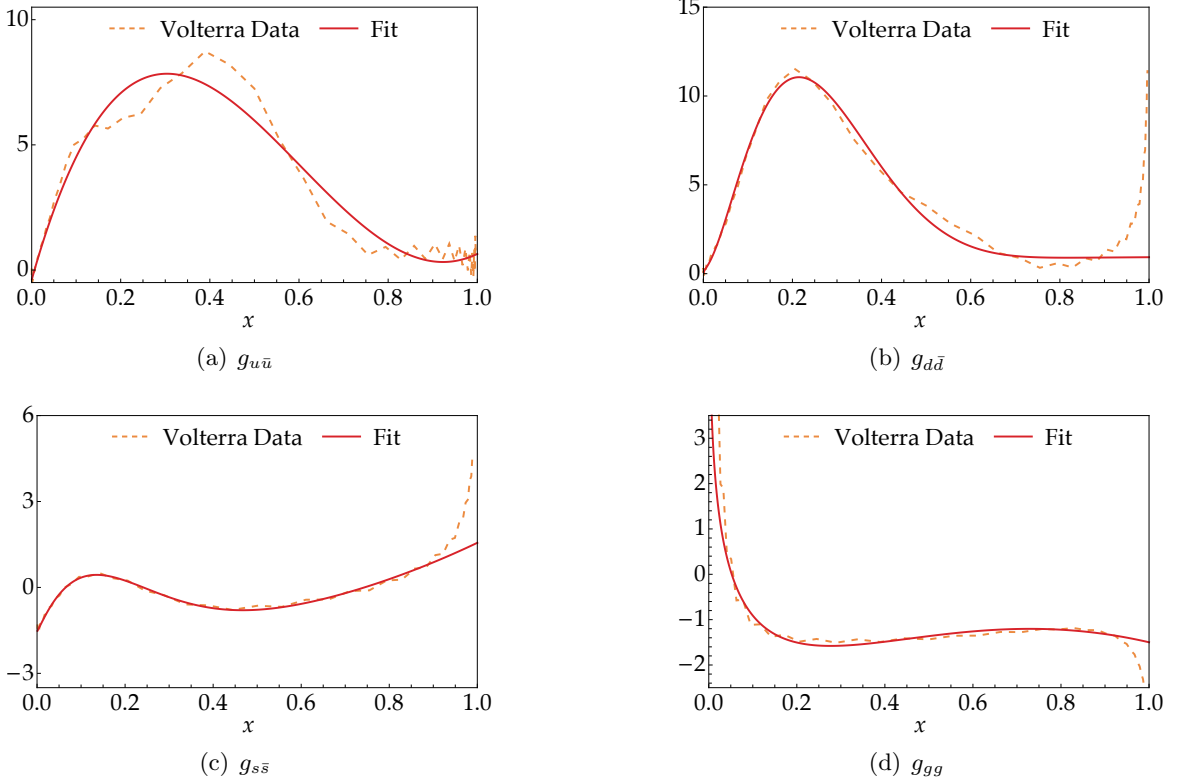 Volterra Data Fit
10
5
0
0.0 0.2 0.4 0.6 0.8 1.0
x
(a) g_{u\bar{u}}
Volterra Data Fit
15
10
5
0
0.0 0.2 0.4 0.6 0.8 1.0
x
(b) g_{d\bar{d}}
Volterra Data Fit
6
3
0
−3
0.0 0.2 0.4 0.6 0.8 1.0
x
(c) g_{s\bar{s}}
Volterra Data Fit
3
2
1
0
−1
−2
0.0 0.2 0.4 0.6 0.8 1.0
x
(d) g_{gg}